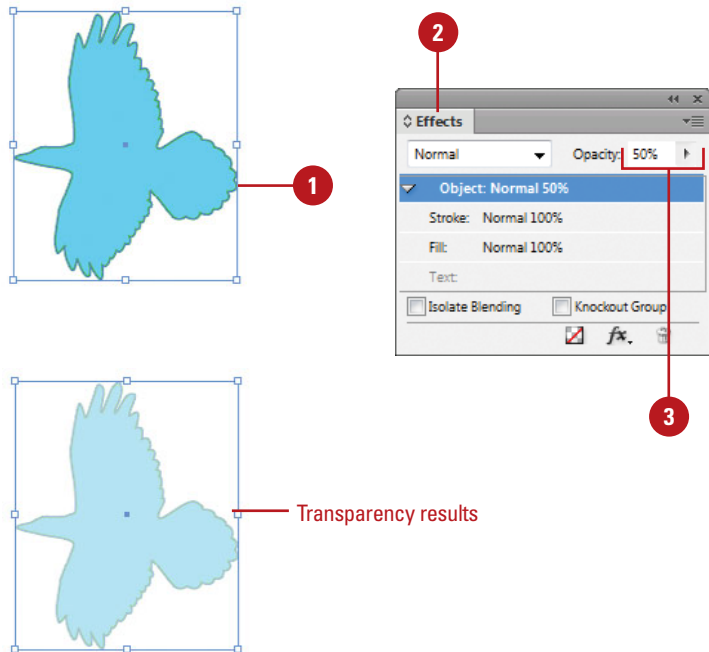 2
Effects
Normal Opacity: 50%
1
Object: Normal 50%
Stroke: Normal 100%
Fill: Normal 100%
Text:
Isolate Blending Knockout Group
fx.
3
Transparency results